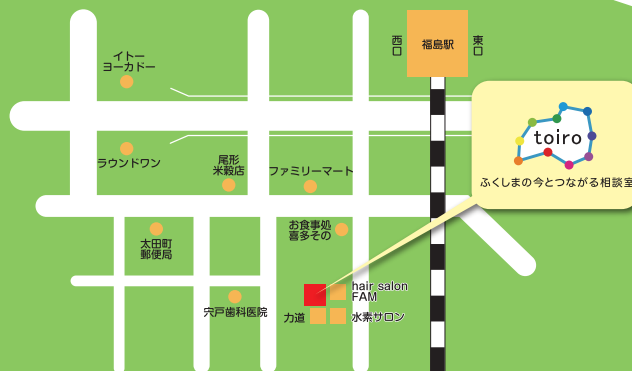 西口
福島駅
東口
イトー
ヨーカドー
toiro
ふくしまの今とつながる相談室
ラウンドワン
尾形
米穀店
ファミリーマート
お食事処
喜多その
太田町
郵便局
宍戸歯科医院
hair salon
FAM
力道
水素サロン